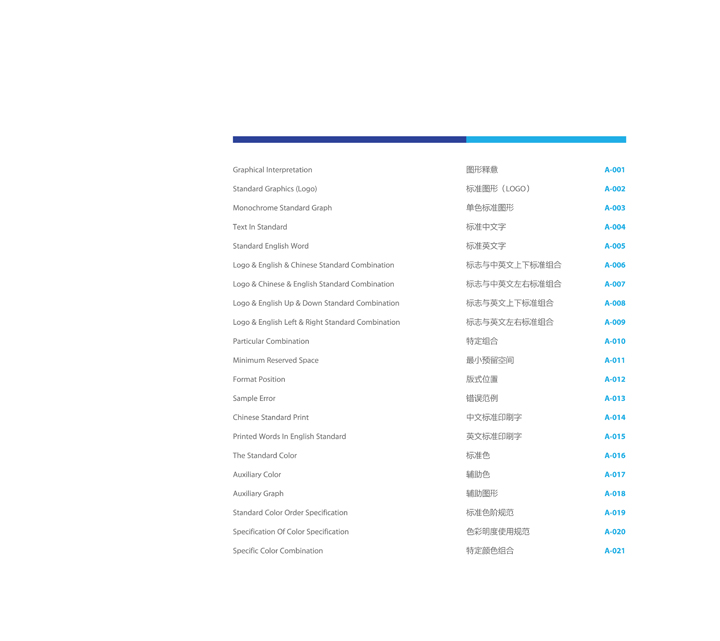 Graphical Interpretation 图形释意 A-001
Standard Graphics (Logo) 标准图形（LOGO） A-002
Monochrome Standard Graph 单色标准图形 A-003
Text In Standard 标准中文字 A-004
Standard English Word 标准英文字 A-005
Logo & English & Chinese Standard Combination 标志与中英文上下标准组合 A-006
Logo & Chinese & English Standard Combination 标志与中英文左右标准组合 A-007
Logo & English Up & Down Standard Combination 标志与英文上下标准组合 A-008
Logo & English Left & Right Standard Combination 标志与英文左右标准组合 A-009
Particular Combination 特定组合 A-010
Minimum Reserved Space 最小预留空间 A-011
Format Position 版式位置 A-012
Sample Error 错误范例 A-013
Chinese Standard Print 中文标准印刷字 A-014
Printed Words In English Standard 英文标准印刷字 A-015
The Standard Color 标准色 A-016
Auxiliary Color 辅助色 A-017
Auxiliary Graph 辅助图形 A-018
Standard Color Order Specification 标准色阶规范 A-019
Specification Of Color Specification 色彩明度使用规范 A-020
Specific Color Combination 特定颜色组合 A-021